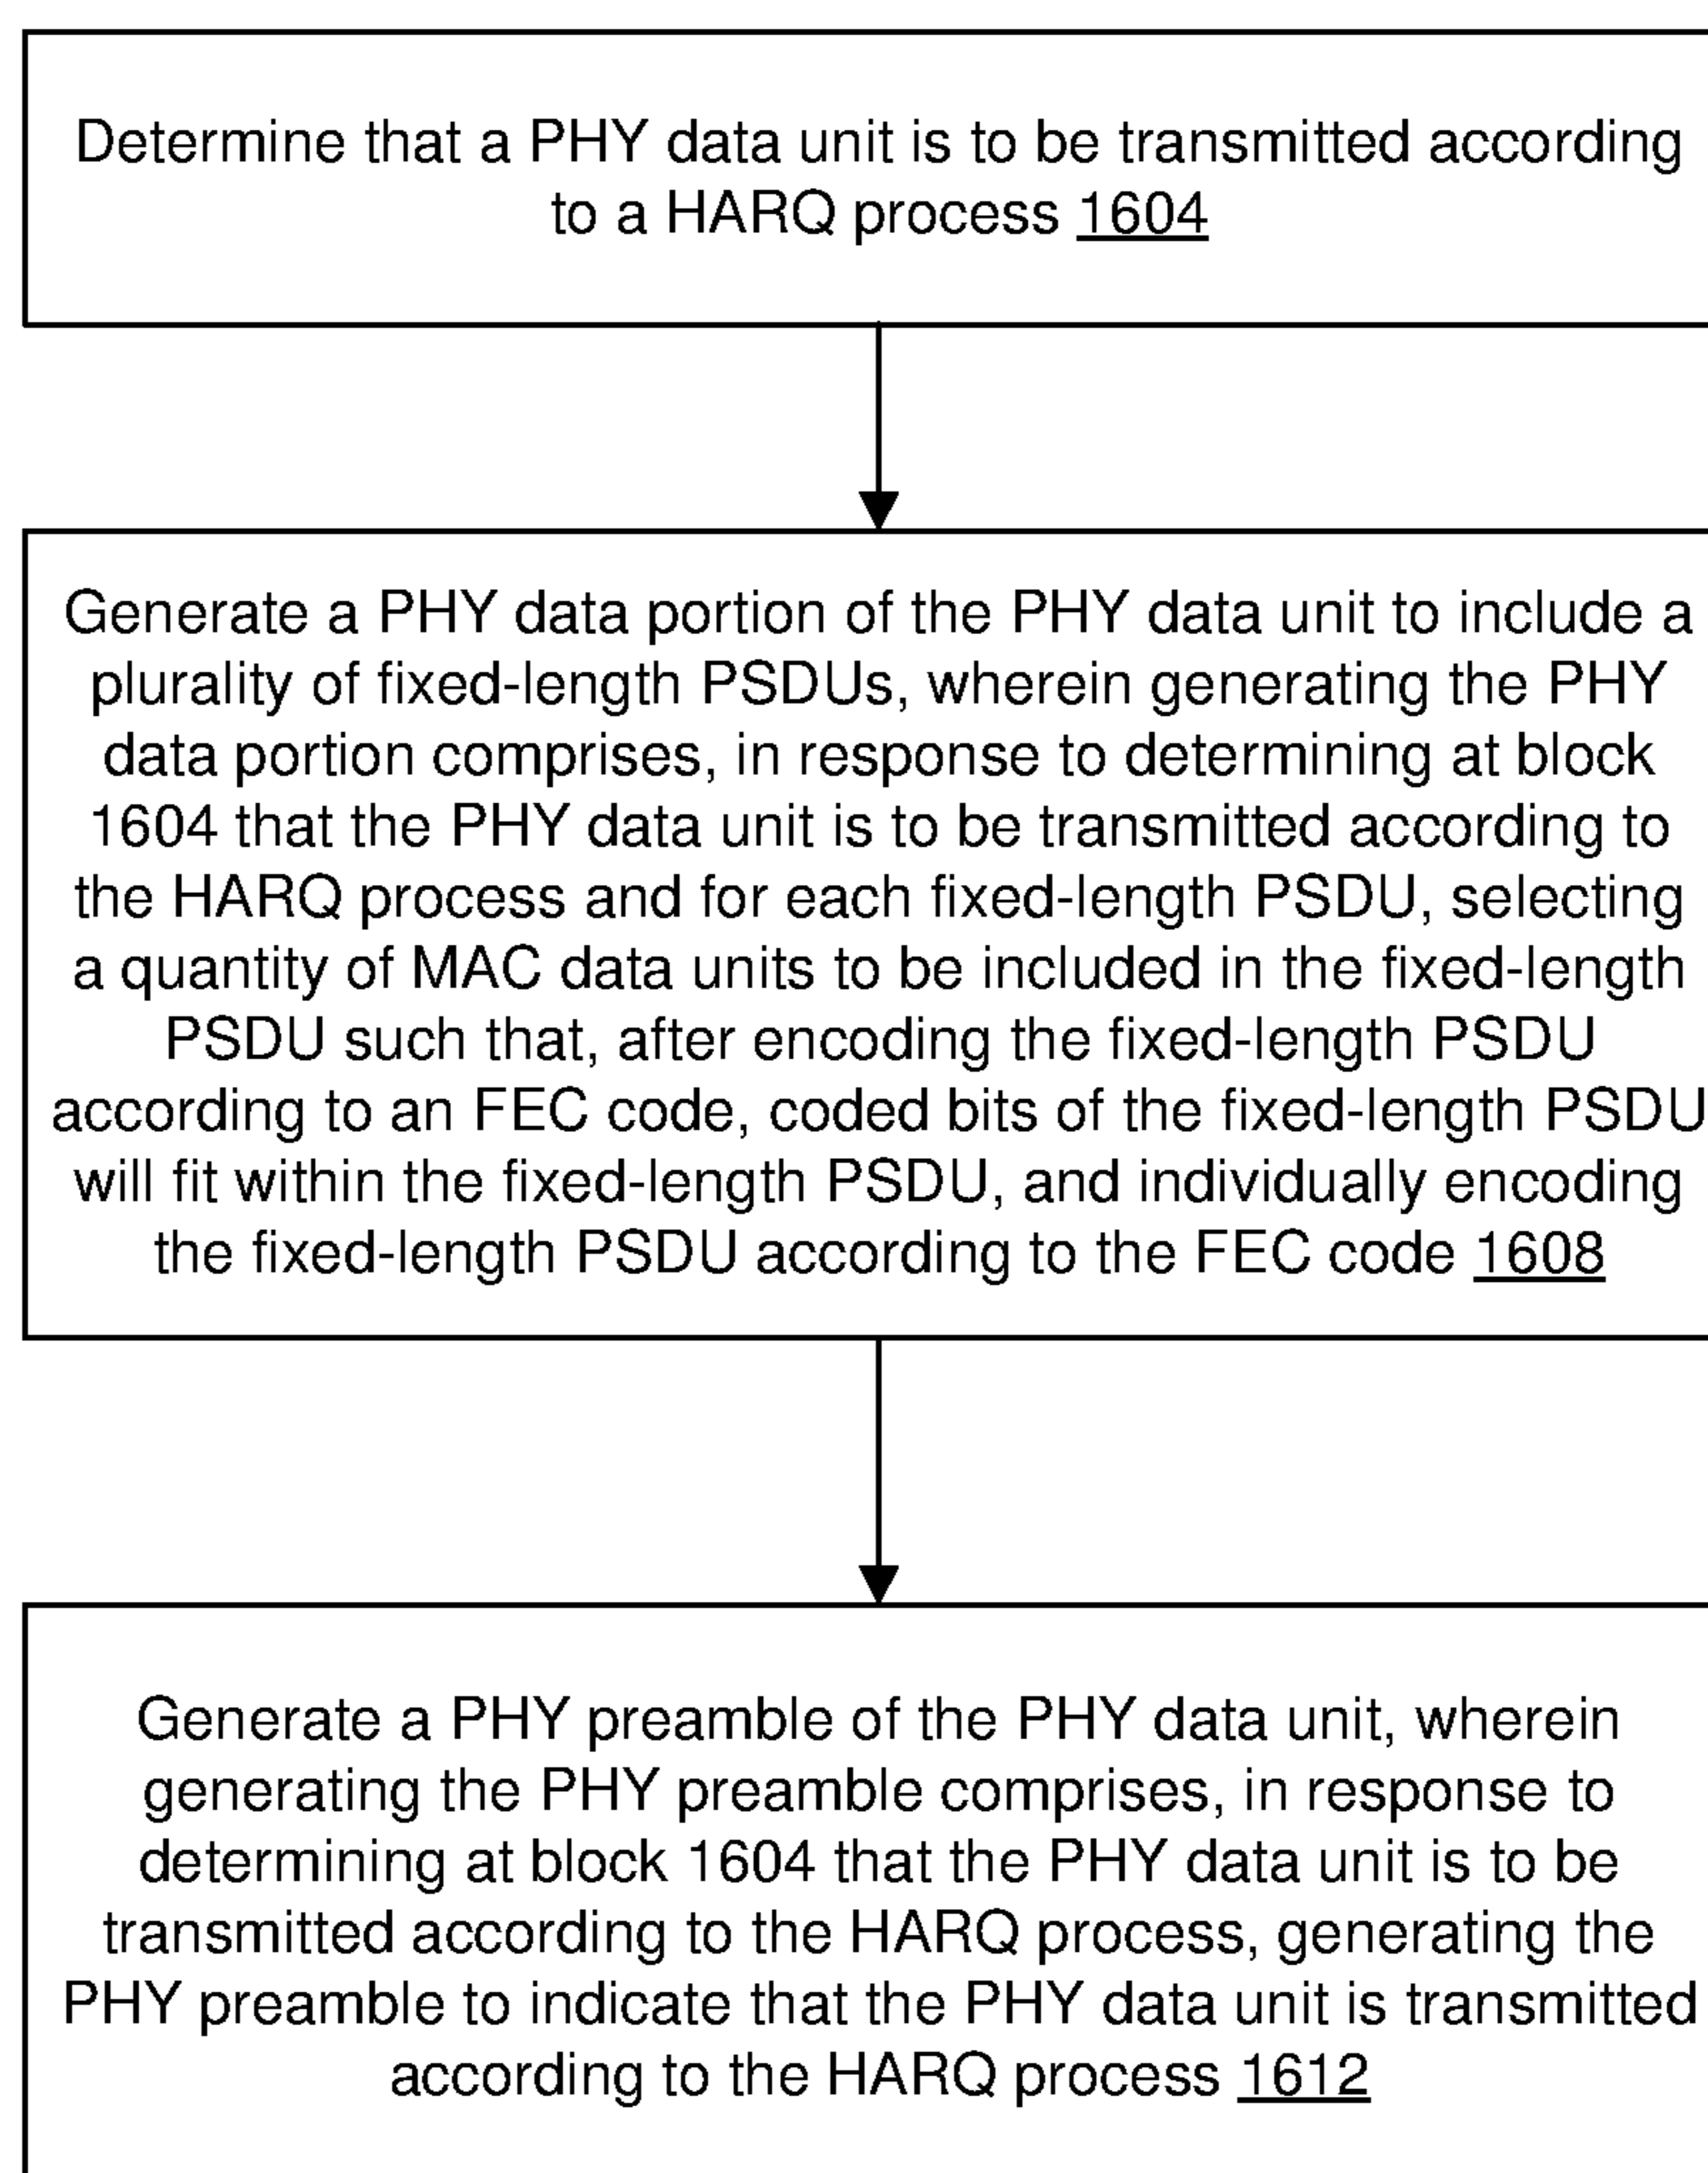 Determine that a PHY data unit is to be transmitted according
to a HARQ process 1604
Generate a PHY data portion of the PHY data unit to include a
plurality of fixed-length PSDUs, wherein generating the PHY
data portion comprises, in response to determining at block
1604 that the PHY data unit is to be transmitted according to
the HARQ process and for each fixed-length PSDU, selecting
a quantity of MAC data units to be included in the fixed-length
PSDU such that, after encoding the fixed-length PSDU
according to an FEC code, coded bits of the fixed-length PSDU
will fit within the fixed-length PSDU, and individually encoding
the fixed-length PSDU according to the FEC code 1608
Generate a PHY preamble of the PHY data unit, wherein
generating the PHY preamble comprises, in response to
determining at block 1604 that the PHY data unit is to be
transmitted according to the HARQ process, generating the
PHY preamble to indicate that the PHY data unit is transmitted
according to the HARQ process 1612